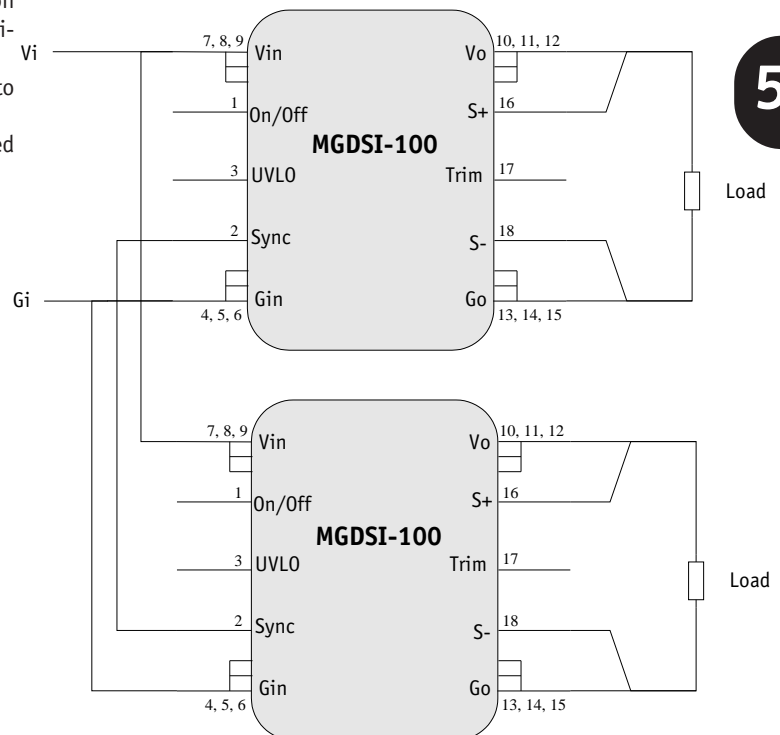 on
i-
to
ed
5
Vi
Gi
7, 8, 9
Vin
1
On/Off
3
UVLO
2
Sync
Gin
4, 5, 6
MGDSI-100
10, 11, 12
Vo
16
S+
17
Trim
18
S-
Go
13, 14, 15
Load
7, 8, 9
Vin
1
On/Off
3
UVLO
2
Sync
Gin
4, 5, 6
MGDSI-100
10, 11, 12
Vo
16
S+
17
Trim
18
S-
Go
13, 14, 15
Load